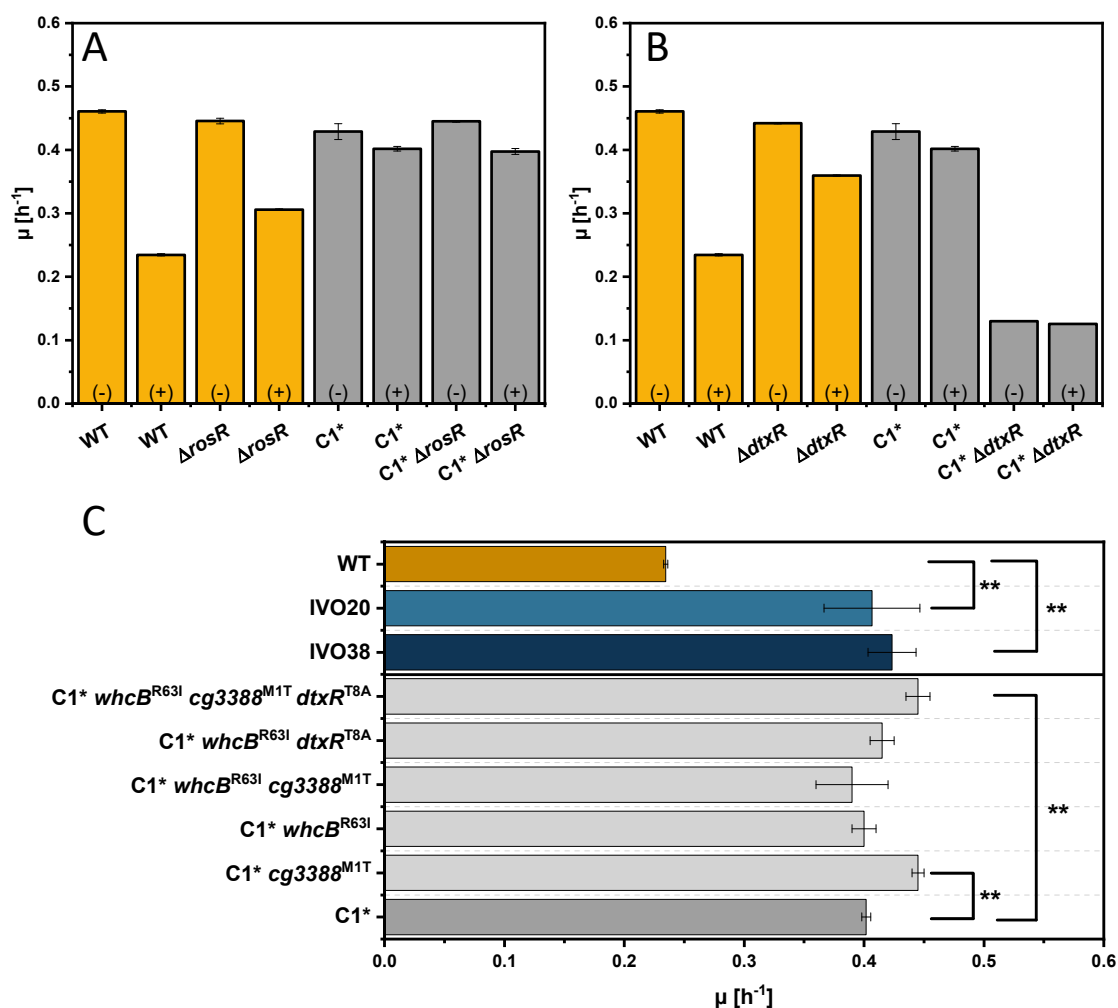 A
0.6
0.5
0.4
0.3
0.2
0.1
0.0
μ [h⁻¹]
(-) (+) (-) (+) (-) (+) (-) (+)
WT WT ΔrosR ΔrosR C1* C1* C1* ΔrosR C1* ΔrosR
B
0.6
0.5
0.4
0.3
0.2
0.1
0.0
μ [h⁻¹]
(-) (+) (-) (+) (-) (+) (-) (+)
WT WT ΔdtxR ΔdtxR C1* C1* C1* ΔdtxR C1* ΔdtxR
C
WT
IVO20
IVO38
C1* whcB^R63I cg3388^M1T dtxR^T8A
C1* whcB^R63I dtxR^T8A
C1* whcB^R63I cg3388^M1T
C1* whcB^R63I
C1* cg3388^M1T
C1*
**
**
**
**
0.0 0.1 0.2 0.3 0.4 0.5 0.6
μ [h⁻¹]